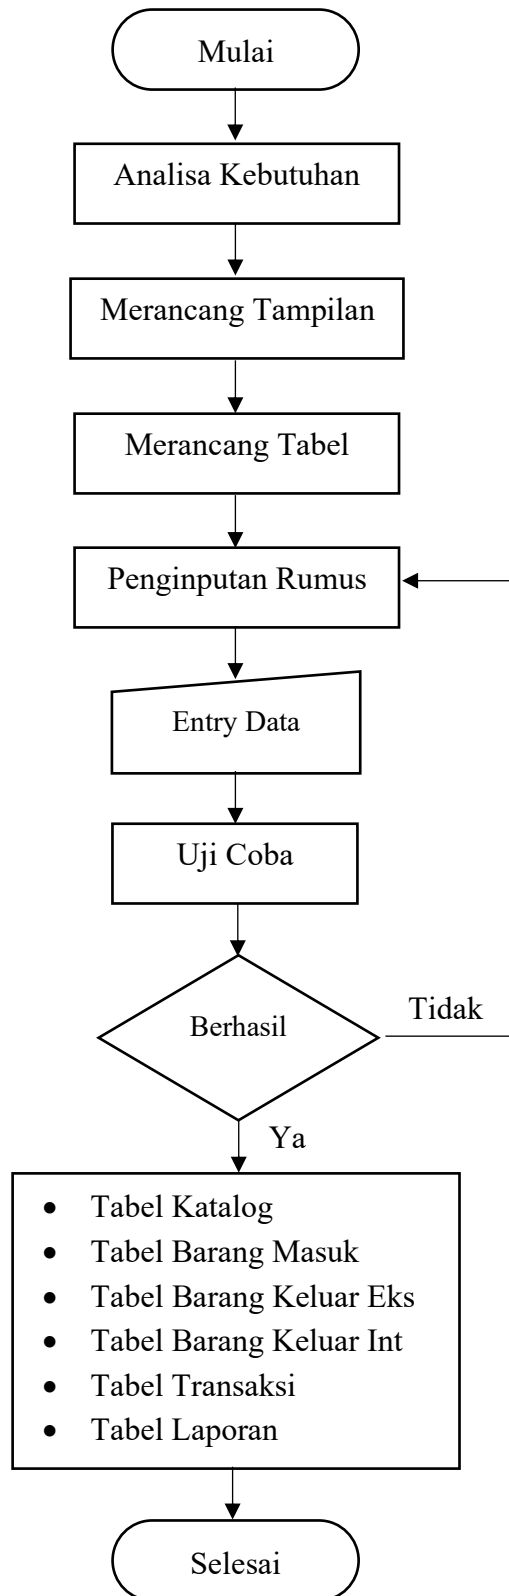 Mulai
Analisa Kebutuhan
Merancang Tampilan
Merancang Tabel
Penginputan Rumus
Entry Data
Uji Coba
Berhasil
Tidak
Ya
• Tabel Katalog
• Tabel Barang Masuk
• Tabel Barang Keluar Eks
• Tabel Barang Keluar Int
• Tabel Transaksi
• Tabel Laporan
Selesai